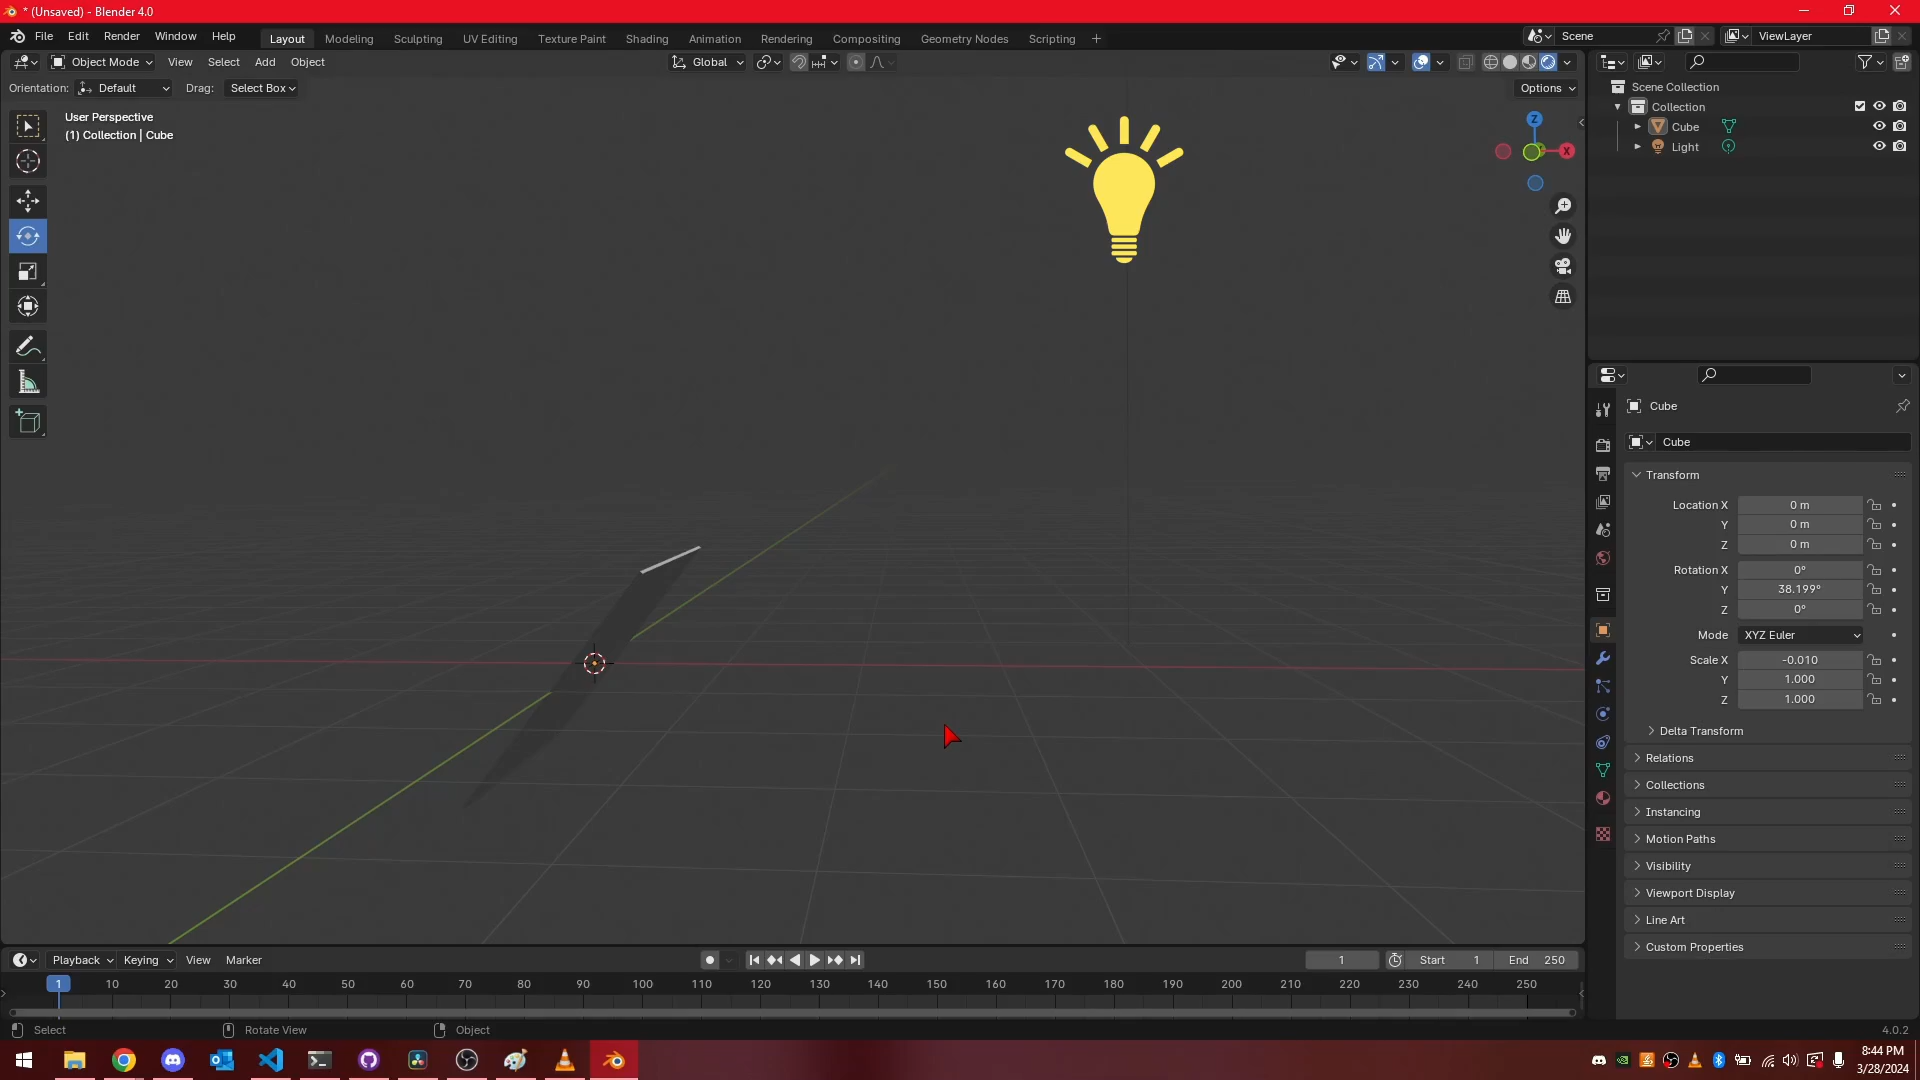 * (Unsaved) - Blender 4.0
File Edit Render Window Help Layout Modeling Sculpting UV Editing Texture Paint Shading Animation Rendering Compositing Geometry Nodes Scripting + Scene ViewLayer
Object Mode View Select Add Object Global
Orientation: Default Drag: Select Box Options
User Perspective
(1) Collection | Cube
Z
X
Scene Collection
Collection
Cube
Light
Cube
Cube
Transform
Location X 0 m
Y 0 m
Z 0 m
Rotation X 0°
Y 38.199°
Z 0°
Mode XYZ Euler
Scale X -0.010
Y 1.000
Z 1.000
Delta Transform
Relations
Collections
Instancing
Motion Paths
Visibility
Viewport Display
Line Art
Custom Properties
Playback Keying View Marker 1 Start 1 End 250
1 10 20 30 40 50 60 70 80 90 100 110 120 130 140 150 160 170 180 190 200 210 220 230 240 250
Select Rotate View Object 4.0.2
8:44 PM
3/28/2024